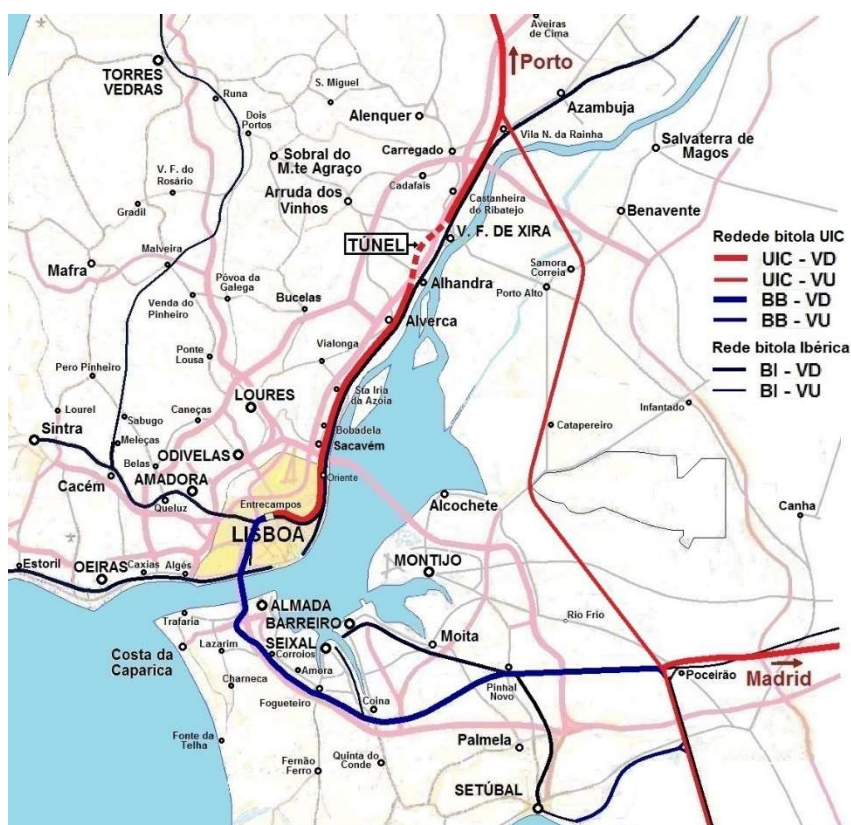 Aveiras
de Cima
Porto
TORRES
VEDRAS
Runa
S. Miguel
Azambuja
Dois
Portos
Alenquer
Vila N. da Rainha
Sobral do
M.te Agraço
Carregado
Salvaterra de
Magos
V. F. do
Rosário
Cadafais
Arruda dos
Vinhos
Castanheira
do Ribatejo
Gradil
Benavente
TÚNEL
V. F. DE XIRA
Redede bitola UIC
UIC - VD
UIC - VU
BB - VD
BB - VU
Rede bitola Ibérica
BI - VD
BI - VU
Malveira
Mafra
Samora
Correia
Póvoa da
Galega
Alhandra
Porto Alto
Venda do
Pinheiro
Bucelas
Alverca
Vialonga
Ponte
Lousa
Pero Pinheiro
Sta Iria
da Azóia
LOURES
Infantado
Lourel
Sabugo
Caneças
Bobadela
Catapereiro
Sintra
Meleças
Sacavém
Belas
ODIVELAS
AMADORA
Cacém
Oriente
Queluz
Entrecampos
Alcochete
Canha
LISBOA
Estoril
OEIRAS
Caxias
Algés
MONTIJO
ALMADA
Trafaria
BARREIRO
Rio Frio
Moita
Costa da
Caparica
Lazarim
SEIXAL
Corroios
Amora
Charneca
Pinhal
Novo
Poceirão
Madrid
Fogueteiro
Coina
Fonte da
Telha
Palmela
Fernão
Ferro
Quinta do
Conde
SETÚBAL